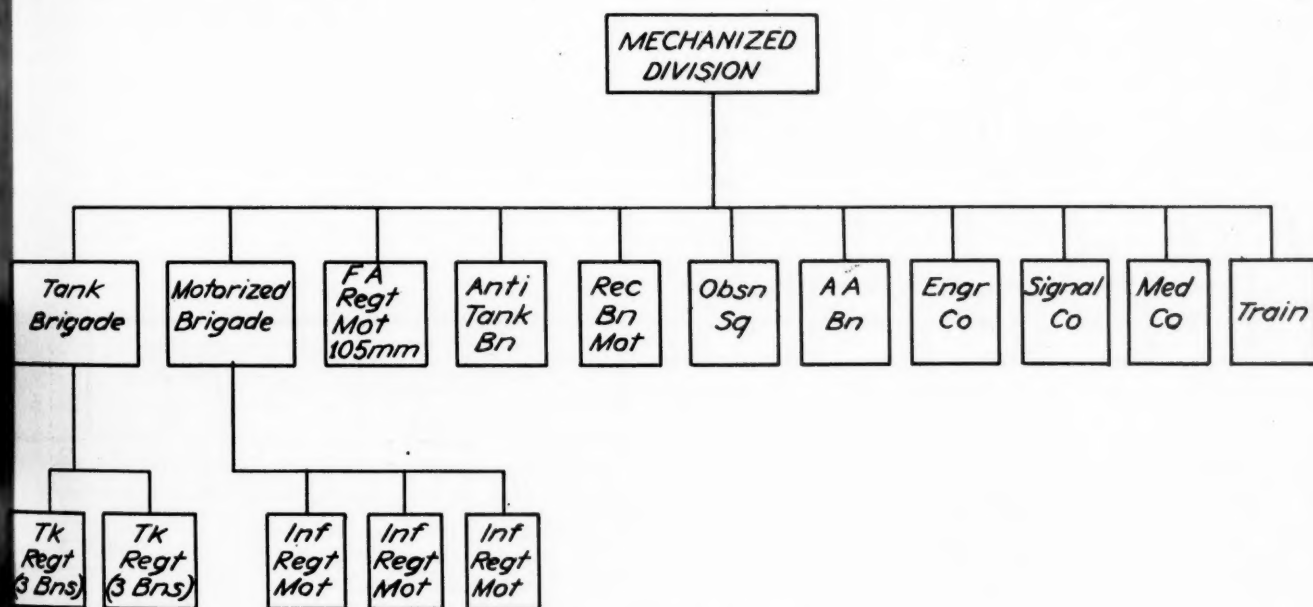 MECHANIZED
DIVISION
Tank
Brigade
Motorized
Brigade
FA
Regt
Mot
105mm
Anti
Tank
Bn
Rec
Bn
Mot
Obsn
Sq
AA
Bn
Engr
Co
Signal
Co
Med
Co
Train
Tk
Regt
(3 Bns)
Tk
Regt
(3 Bns)
Inf
Regt
Mot
Inf
Regt
Mot
Inf
Regt
Mot